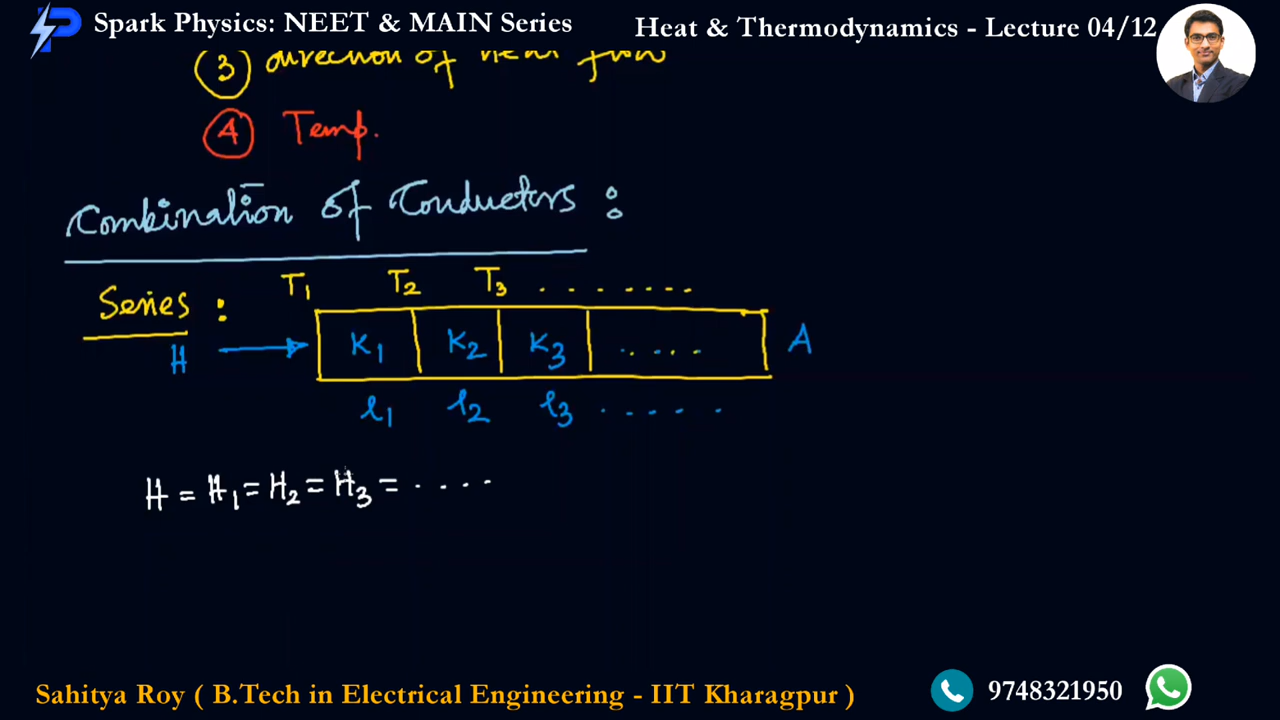 Spark Physics: NEET & MAIN Series
Heat & Thermodynamics - Lecture 04/12
(3) direction of heat flow
(4) Temp.
Combination of Conductors :
Series :
T1 T2 T3 . . . . . . . .
H → K1 K2 K3 . . . . A
l1 l2 l3 . . . . .
H = H1 = H2 = H3 = . . . .
Sahitya Roy ( B.Tech in Electrical Engineering - IIT Kharagpur )
9748321950